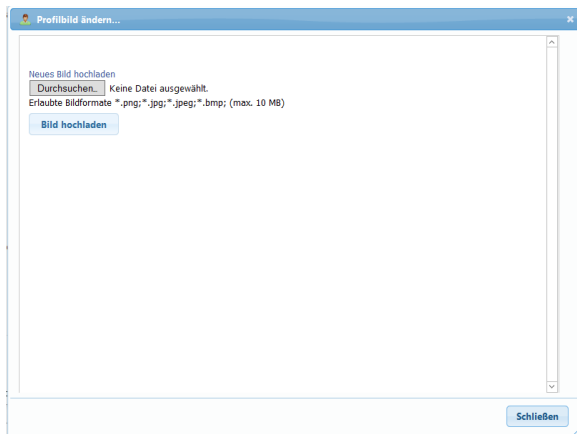 Profilbild ändern...
Neues Bild hochladen
Durchsuchen.. Keine Datei ausgewählt.
Erlaubte Bildformate *.png;*.jpg;*.jpeg;*.bmp; (max. 10 MB)
Bild hochladen
Schließen